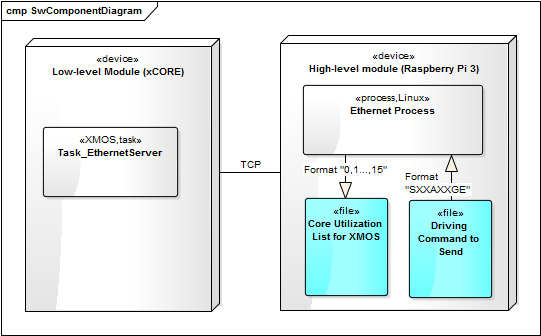 cmp SwComponentDiagram
«device»
Low-level Module (xCORE)
«XMOS,task»
Task_EthernetServer
TCP
«device»
High-level module (Raspberry Pi 3)
«process,Linux»
Ethernet Process
Format "0,1...,15"
Format
"SXXAXXGE"
«file»
Core Utilization
List for XMOS
«file»
Driving
Command to
Send